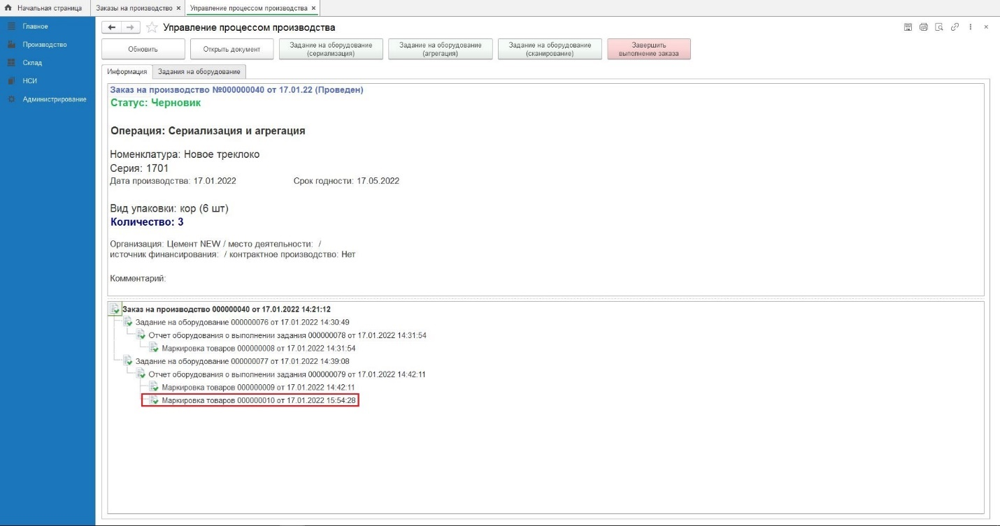 Начальная страница
Заказы на производство ×
Управление процессом производства ×
Главное
Производство
Склад
НСИ
Администрирование
Управление процессом производства
Обновить
Открыть документ
Задание на оборудование
(сериализация)
Задание на оборудование
(агрегация)
Задание на оборудование
(сканирование)
Завершить
выполнение заказа
Информация
Задания на оборудование
Заказ на производство №000000040 от 17.01.22 (Проведен)
Статус: Черновик
Операция: Сериализация и агрегация
Номенклатура: Новое треклоко
Серия: 1701
Дата производства: 17.01.2022 Срок годности: 17.05.2022
Вид упаковки: кор (6 шт)
Количество: 3
Организация: Цемент NEW / место деятельности: /
источник финансирования: / контрактное производство: Нет
Комментарий:
Заказ на производство 000000040 от 17.01.2022 14:21:12
Задание на оборудование 000000076 от 17.01.2022 14:30:49
Отчет оборудования о выполнении задания 000000078 от 17.01.2022 14:31:54
Маркировка товаров 000000008 от 17.01.2022 14:31:54
Задание на оборудование 000000077 от 17.01.2022 14:39:08
Отчет оборудования о выполнении задания 000000079 от 17.01.2022 14:42:11
Маркировка товаров 000000009 от 17.01.2022 14:42:11
Маркировка товаров 000000010 от 17.01.2022 15:54:28